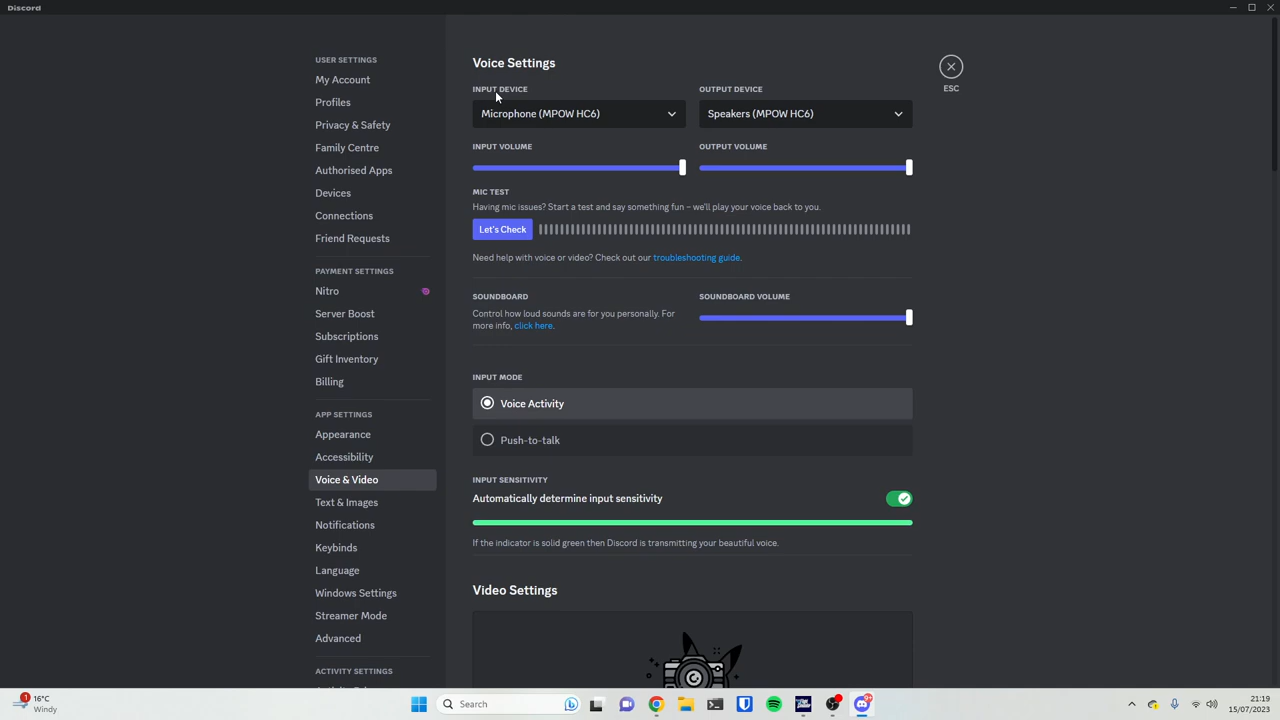 Discord
USER SETTINGS
My Account
Profiles
Privacy & Safety
Family Centre
Authorised Apps
Devices
Connections
Friend Requests
PAYMENT SETTINGS
Nitro
Server Boost
Subscriptions
Gift Inventory
Billing
APP SETTINGS
Appearance
Accessibility
Voice & Video
Text & Images
Notifications
Keybinds
Language
Windows Settings
Streamer Mode
Advanced
ACTIVITY SETTINGS
Voice Settings
INPUT DEVICE
Microphone (MPOW HC6)
OUTPUT DEVICE
Speakers (MPOW HC6)
INPUT VOLUME
OUTPUT VOLUME
MIC TEST
Having mic issues? Start a test and say something fun – we'll play your voice back to you.
Let's Check
Need help with voice or video? Check out our troubleshooting guide.
SOUNDBOARD
Control how loud sounds are for you personally. For
more info, click here.
SOUNDBOARD VOLUME
INPUT MODE
Voice Activity
Push-to-talk
INPUT SENSITIVITY
Automatically determine input sensitivity
If the indicator is solid green then Discord is transmitting your beautiful voice.
Video Settings
ESC
1
16°C
Windy
Search
21:19
15/07/2023